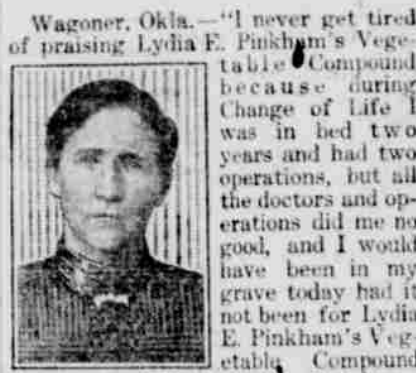 Wagoner, Okla.—"I never get tired
of praising Lydia E. Pinkham's Vege-
table Compound
because during
Change of Life I
was in bed two
years and had two
operations, but all
the doctors and op-
erations did me no
good, and I would
have been in my
grave today had it
not been for Lydia
E. Pinkham's Veg-
etable Compound